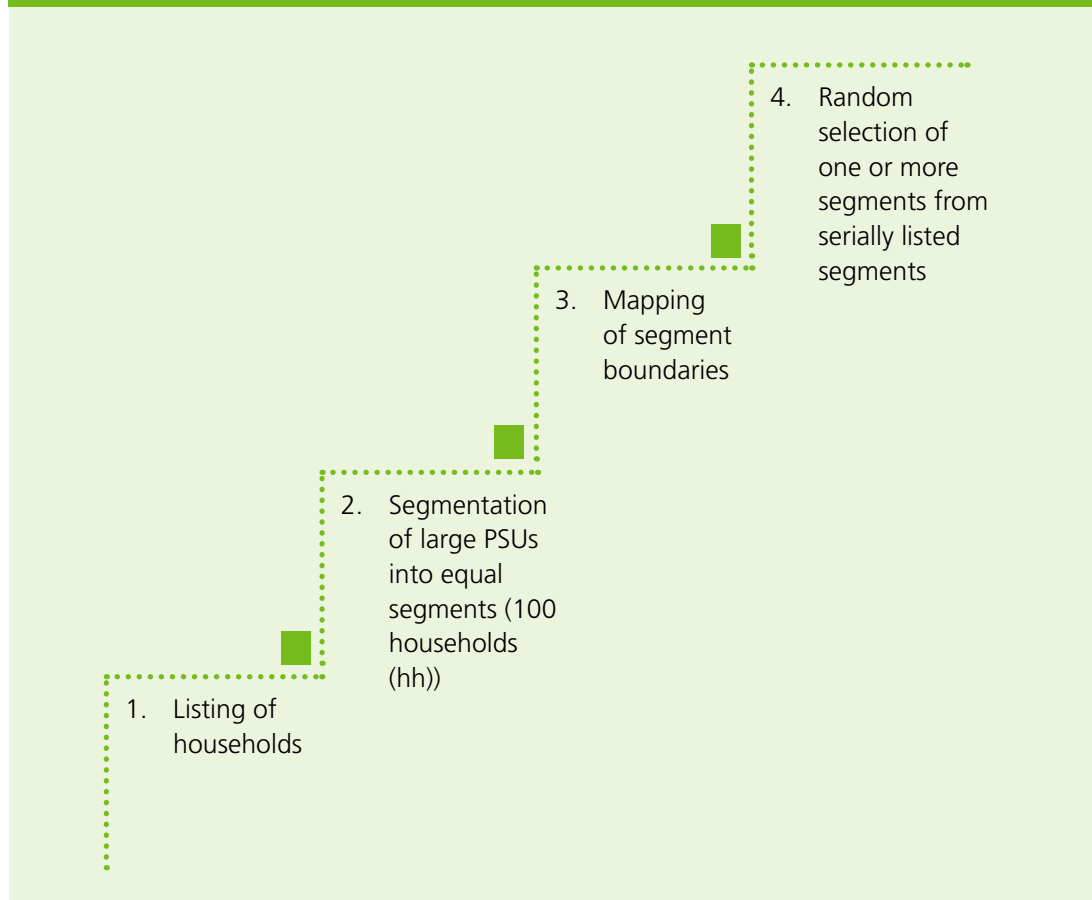 1. Listing of
households
2. Segmentation
of large PSUs
into equal
segments (100
households
(hh))
3. Mapping
of segment
boundaries
4. Random
selection of
one or more
segments from
serially listed
segments